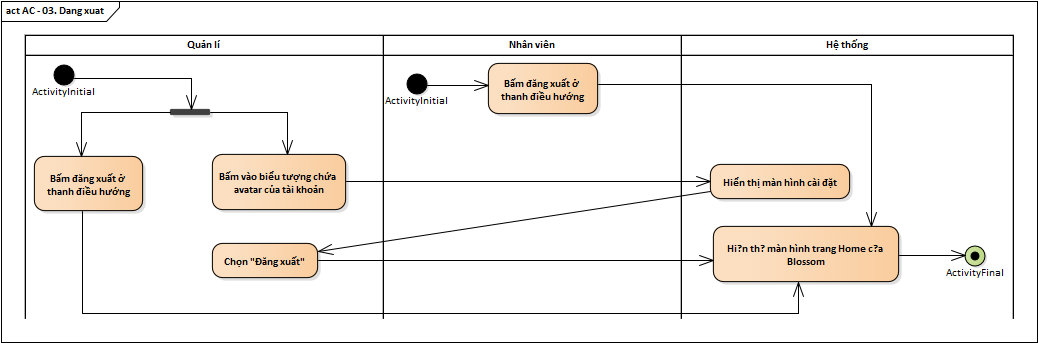 act AC - 03. Dang xuat
Quản lí
Nhân viên
Hệ thống
ActivityInitial
ActivityInitial
Bấm đăng xuất ở
thanh điều hướng
Bấm đăng xuất ở
thanh điều hướng
Bấm vào biểu tượng chứa
avatar của tài khoản
Hiển thị màn hình cài đặt
Chọn "Đăng xuất"
Hi?n th? màn hình trang Home c?a
Blossom
ActivityFinal